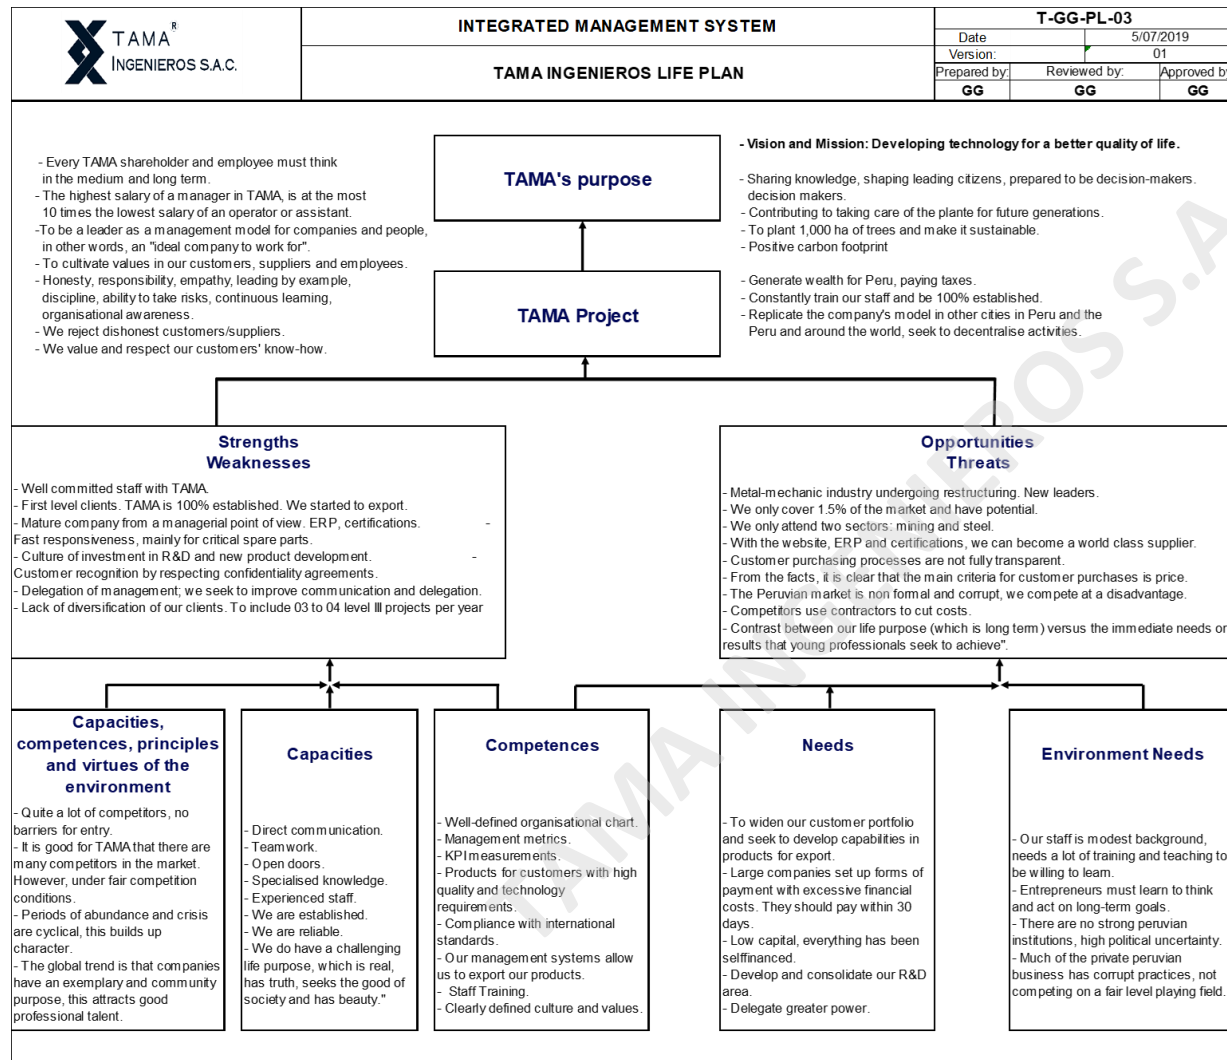 TAMA R
INGENIEROS S.A.C.
INTEGRATED MANAGEMENT SYSTEM
TAMA INGENIEROS LIFE PLAN
T-GG-PL-03
Date 5/07/2019
Version: 01
Prepared by: Reviewed by: Approved by
GG GG GG
- Every TAMA shareholder and employee must think
in the medium and long term.
- The highest salary of a manager in TAMA, is at the most
10 times the lowest salary of an operator or assistant.
-To be a leader as a management model for companies and people,
in other words, an "ideal company to work for".
- To cultivate values in our customers, suppliers and employees.
- Honesty, responsibility, empathy, leading by example,
discipline, ability to take risks, continuous learning,
organisational awareness.
- We reject dishonest customers/suppliers.
- We value and respect our customers' know-how.
TAMA's purpose
TAMA Project
- Vision and Mission: Developing technology for a better quality of life.
- Sharing knowledge, shaping leading citizens, prepared to be decision-makers.
decision makers.
- Contributing to taking care of the plante for future generations.
- To plant 1,000 ha of trees and make it sustainable.
- Positive carbon footprint
- Generate wealth for Peru, paying taxes.
- Constantly train our staff and be 100% established.
- Replicate the company's model in other cities in Peru and the
Peru and around the world, seek to decentralise activities.
Strengths
Weaknesses
- Well committed staff with TAMA.
- First level clients. TAMA is 100% established. We started to export.
- Mature company from a managerial point of view. ERP, certifications. -
Fast responsiveness, mainly for critical spare parts.
- Culture of investment in R&D and new product development. -
Customer recognition by respecting confidentiality agreements.
- Delegation of management; we seek to improve communication and delegation.
- Lack of diversification of our clients. To include 03 to 04 level III projects per year
Opportunities
Threats
- Metal-mechanic industry undergoing restructuring. New leaders.
- We only cover 1.5% of the market and have potential.
- We only attend two sectors: mining and steel.
- With the website, ERP and certifications, we can become a world class supplier.
- Customer purchasing processes are not fully transparent.
- From the facts, it is clear that the main criteria for customer purchases is price.
- The Peruvian market is non formal and corrupt, we compete at a disadvantage.
- Competitors use contractors to cut costs.
- Contrast between our life purpose (which is long term) versus the immediate needs or
results that young professionals seek to achieve".
Capacities,
competences, principles
and virtues of the
environment
- Quite a lot of competitors, no
barriers for entry.
- It is good for TAMA that there are
many competitors in the market.
However, under fair competition
conditions.
- Periods of abundance and crisis
are cyclical, this builds up
character.
- The global trend is that companies
have an exemplary and community
purpose, this attracts good
professional talent.
Capacities
- Direct communication.
- Teamwork.
- Open doors.
- Specialised knowledge.
- Experienced staff.
- We are established.
- We are reliable.
- We do have a challenging
life purpose, which is real,
has truth, seeks the good of
society and has beauty."
Competences
- Well-defined organisational chart.
- Management metrics.
- KPI measurements.
- Products for customers with high
quality and technology
requirements.
- Compliance with international
standards.
- Our management systems allow
us to export our products.
- Staff Training.
- Clearly defined culture and values.
Needs
- To widen our customer portfolio
and seek to develop capabilities in
products for export.
- Large companies set up forms of
payment with excessive financial
costs. They should pay within 30
days.
- Low capital, everything has been
selffinanced.
- Develop and consolidate our R&D
area.
- Delegate greater power.
Environment Needs
- Our staff is modest background,
needs a lot of training and teaching to
be willing to learn.
- Entrepreneurs must learn to think
and act on long-term goals.
- There are no strong peruvian
institutions, high political uncertainty.
- Much of the private peruvian
business has corrupt practices, not
competing on a fair level playing field.
TAMA INGENIEROS S.A